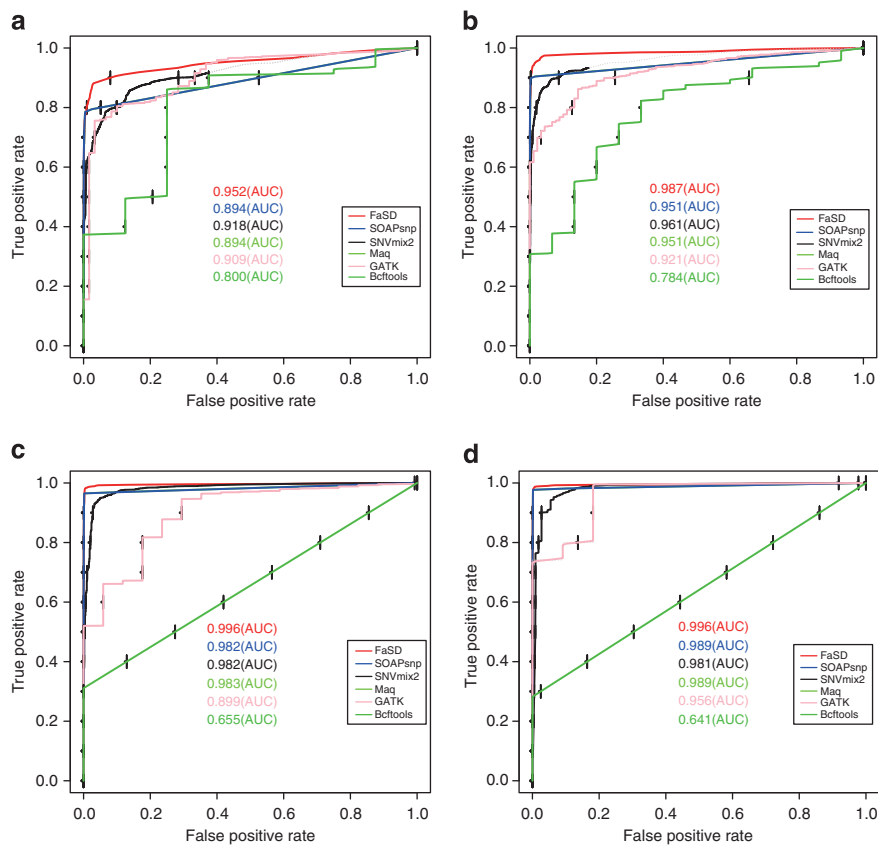 a
1.0
0.8
0.6
0.4
0.2
0.0
True positive rate
0.952(AUC)
0.894(AUC)
0.918(AUC)
0.894(AUC)
0.909(AUC)
0.800(AUC)
FaSD
SOAPsnp
SNVmix2
Maq
GATK
Bcftools
0.0 0.2 0.4 0.6 0.8 1.0
False positive rate
b
1.0
0.8
0.6
0.4
0.2
0.0
True positive rate
0.987(AUC)
0.951(AUC)
0.961(AUC)
0.951(AUC)
0.921(AUC)
0.784(AUC)
FaSD
SOAPsnp
SNVmix2
Maq
GATK
Bcftools
0.0 0.2 0.4 0.6 0.8 1.0
False positive rate
c
1.0
0.8
0.6
0.4
0.2
0.0
True positive rate
0.996(AUC)
0.982(AUC)
0.982(AUC)
0.983(AUC)
0.899(AUC)
0.655(AUC)
FaSD
SOAPsnp
SNVmix2
Maq
GATK
Bcftools
0.0 0.2 0.4 0.6 0.8 1.0
False positive rate
d
1.0
0.8
0.6
0.4
0.2
0.0
True positive rate
0.996(AUC)
0.989(AUC)
0.981(AUC)
0.989(AUC)
0.956(AUC)
0.641(AUC)
FaSD
SOAPsnp
SNVmix2
Maq
GATK
Bcftools
0.0 0.2 0.4 0.6 0.8 1.0
False positive rate